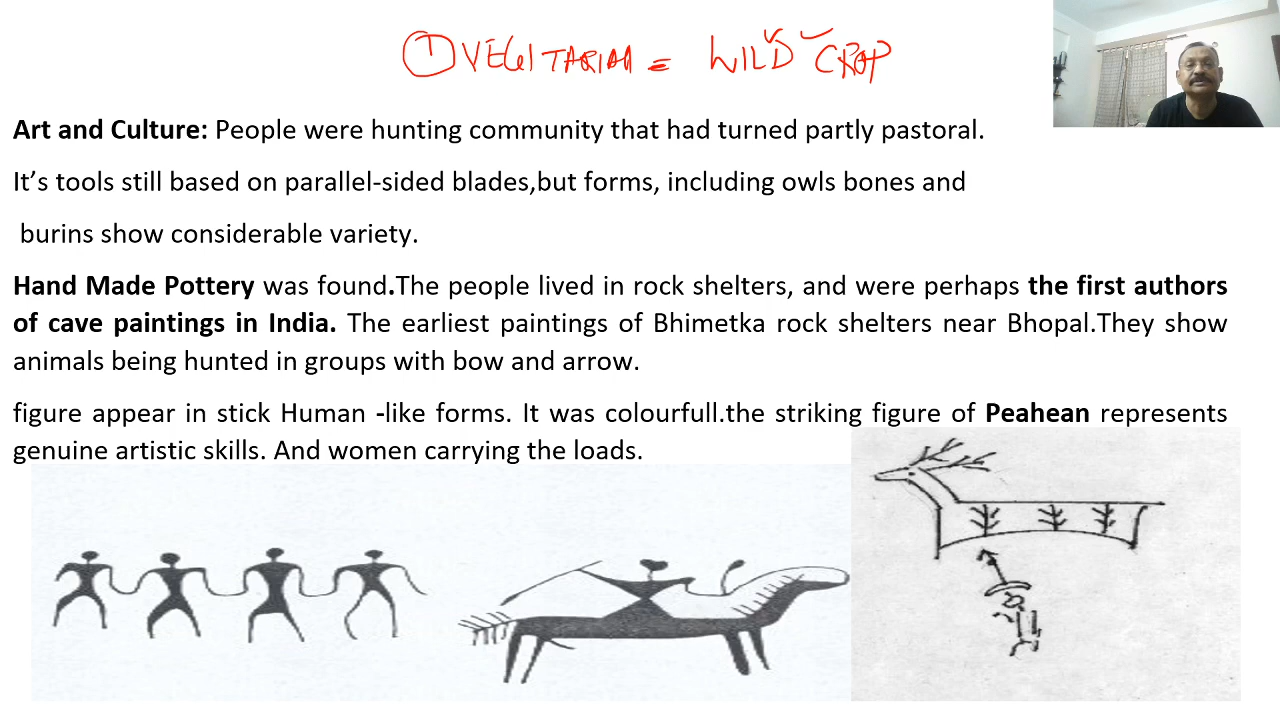 ① VEGITARIAN = WILD CROP
Art and Culture: People were hunting community that had turned partly pastoral.
It’s tools still based on parallel-sided blades,but forms, including owls bones and
burins show considerable variety.
Hand Made Pottery was found.The people lived in rock shelters, and were perhaps the first authors
of cave paintings in India. The earliest paintings of Bhimetka rock shelters near Bhopal.They show
animals being hunted in groups with bow and arrow.
figure appear in stick Human -like forms. It was colourfull.the striking figure of Peahean represents
genuine artistic skills. And women carrying the loads.